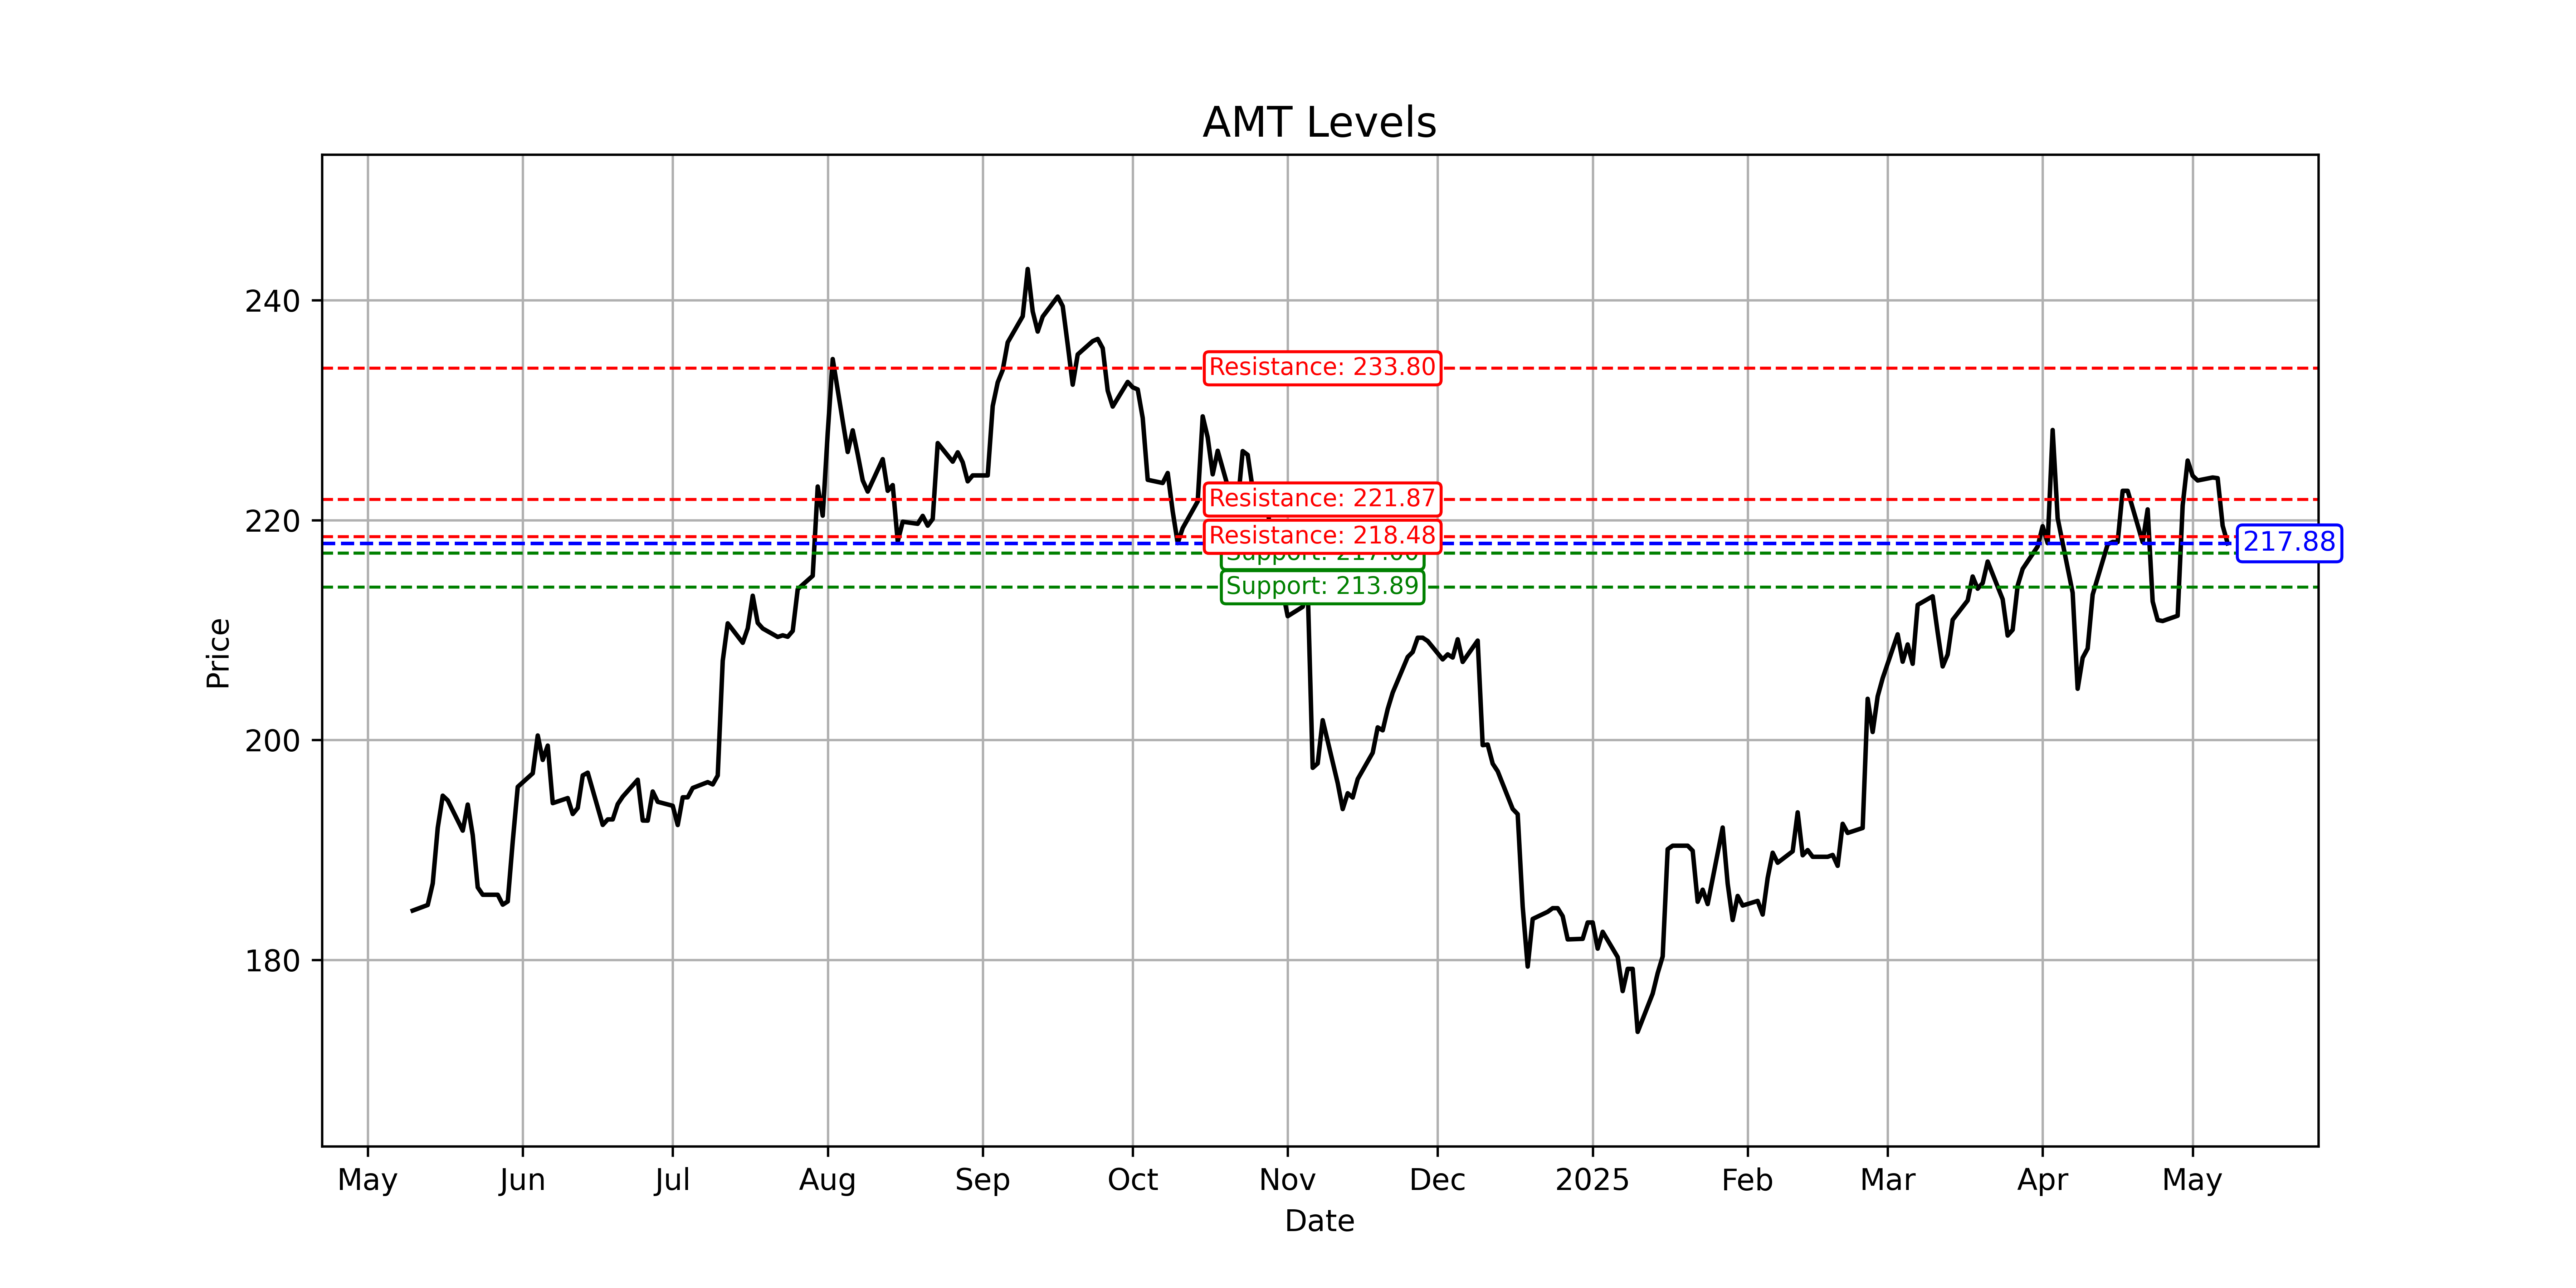 AMT Levels
240
220
200
180
Price
Resistance: 233.80
Resistance: 221.87
Resistance: 218.48
217.88
Support:
Support: 213.89
May Jun Jul Aug Sep Oct Nov Dec 2025 Feb Mar Apr May
Date